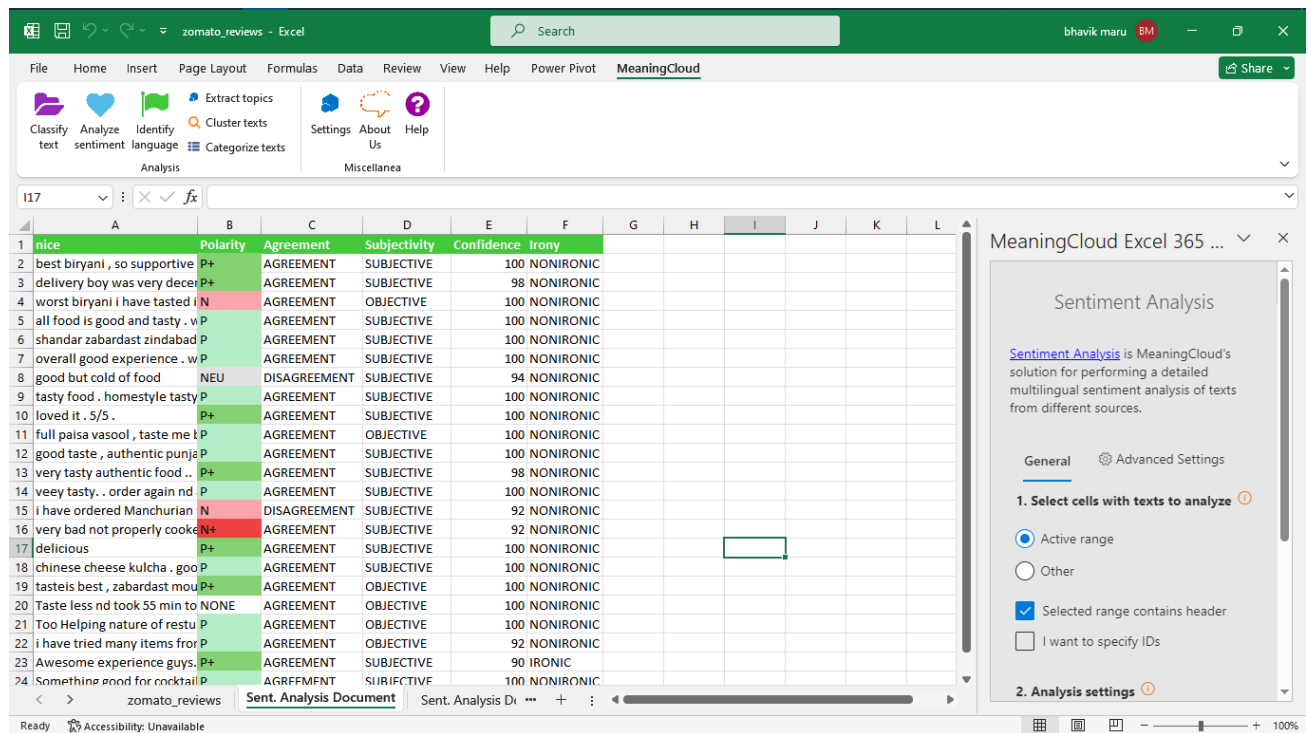 zomato_reviews - Excel
Search
bhavik maru BM
File Home Insert Page Layout Formulas Data Review View Help Power Pivot MeaningCloud
Share
Classify text
Analyze sentiment
Identify language
Extract topics
Cluster texts
Categorize texts
Settings
About Us
Help
Analysis
Miscellanea
I17
fx
A B C D E F G H I J K L
1 nice Polarity Agreement Subjectivity Confidence Irony
2 best biryani , so supportive P+ AGREEMENT SUBJECTIVE 100 NONIRONIC
3 delivery boy was very decer P+ AGREEMENT SUBJECTIVE 98 NONIRONIC
4 worst biryani i have tasted i N AGREEMENT OBJECTIVE 100 NONIRONIC
5 all food is good and tasty . w P AGREEMENT SUBJECTIVE 100 NONIRONIC
6 shandar zabardast zindabad P AGREEMENT SUBJECTIVE 100 NONIRONIC
7 overall good experience . w P AGREEMENT SUBJECTIVE 100 NONIRONIC
8 good but cold of food NEU DISAGREEMENT SUBJECTIVE 94 NONIRONIC
9 tasty food . homestyle tasty P AGREEMENT SUBJECTIVE 100 NONIRONIC
10 loved it . 5/5 . P+ AGREEMENT SUBJECTIVE 100 NONIRONIC
11 full paisa vasool , taste me P AGREEMENT OBJECTIVE 100 NONIRONIC
12 good taste , authentic punja P AGREEMENT SUBJECTIVE 100 NONIRONIC
13 very tasty authentic food .. P+ AGREEMENT SUBJECTIVE 98 NONIRONIC
14 veey tasty. . order again nd P AGREEMENT SUBJECTIVE 100 NONIRONIC
15 i have ordered Manchurian N DISAGREEMENT SUBJECTIVE 92 NONIRONIC
16 very bad not properly cooke N+ AGREEMENT SUBJECTIVE 92 NONIRONIC
17 delicious P+ AGREEMENT SUBJECTIVE 100 NONIRONIC
18 chinese cheese kulcha . goo P AGREEMENT SUBJECTIVE 100 NONIRONIC
19 tasteis best , zabardast mou P+ AGREEMENT OBJECTIVE 100 NONIRONIC
20 Taste less nd took 55 min to NONE AGREEMENT OBJECTIVE 100 NONIRONIC
21 Too Helping nature of restu P AGREEMENT OBJECTIVE 100 NONIRONIC
22 i have tried many items fror P AGREEMENT OBJECTIVE 92 NONIRONIC
23 Awesome experience guys. P+ AGREEMENT SUBJECTIVE 90 IRONIC
24 Something good for cocktail P AGREEMENT SUBJECTIVE 100 NONIRONIC
MeaningCloud Excel 365 ...
Sentiment Analysis
Sentiment Analysis is MeaningCloud's
solution for performing a detailed
multilingual sentiment analysis of texts
from different sources.
General Advanced Settings
1. Select cells with texts to analyze
Active range
Other
Selected range contains header
I want to specify IDs
2. Analysis settings
zomato_reviews Sent. Analysis Document Sent. Analysis Do ...
Ready Accessibility: Unavailable 100%